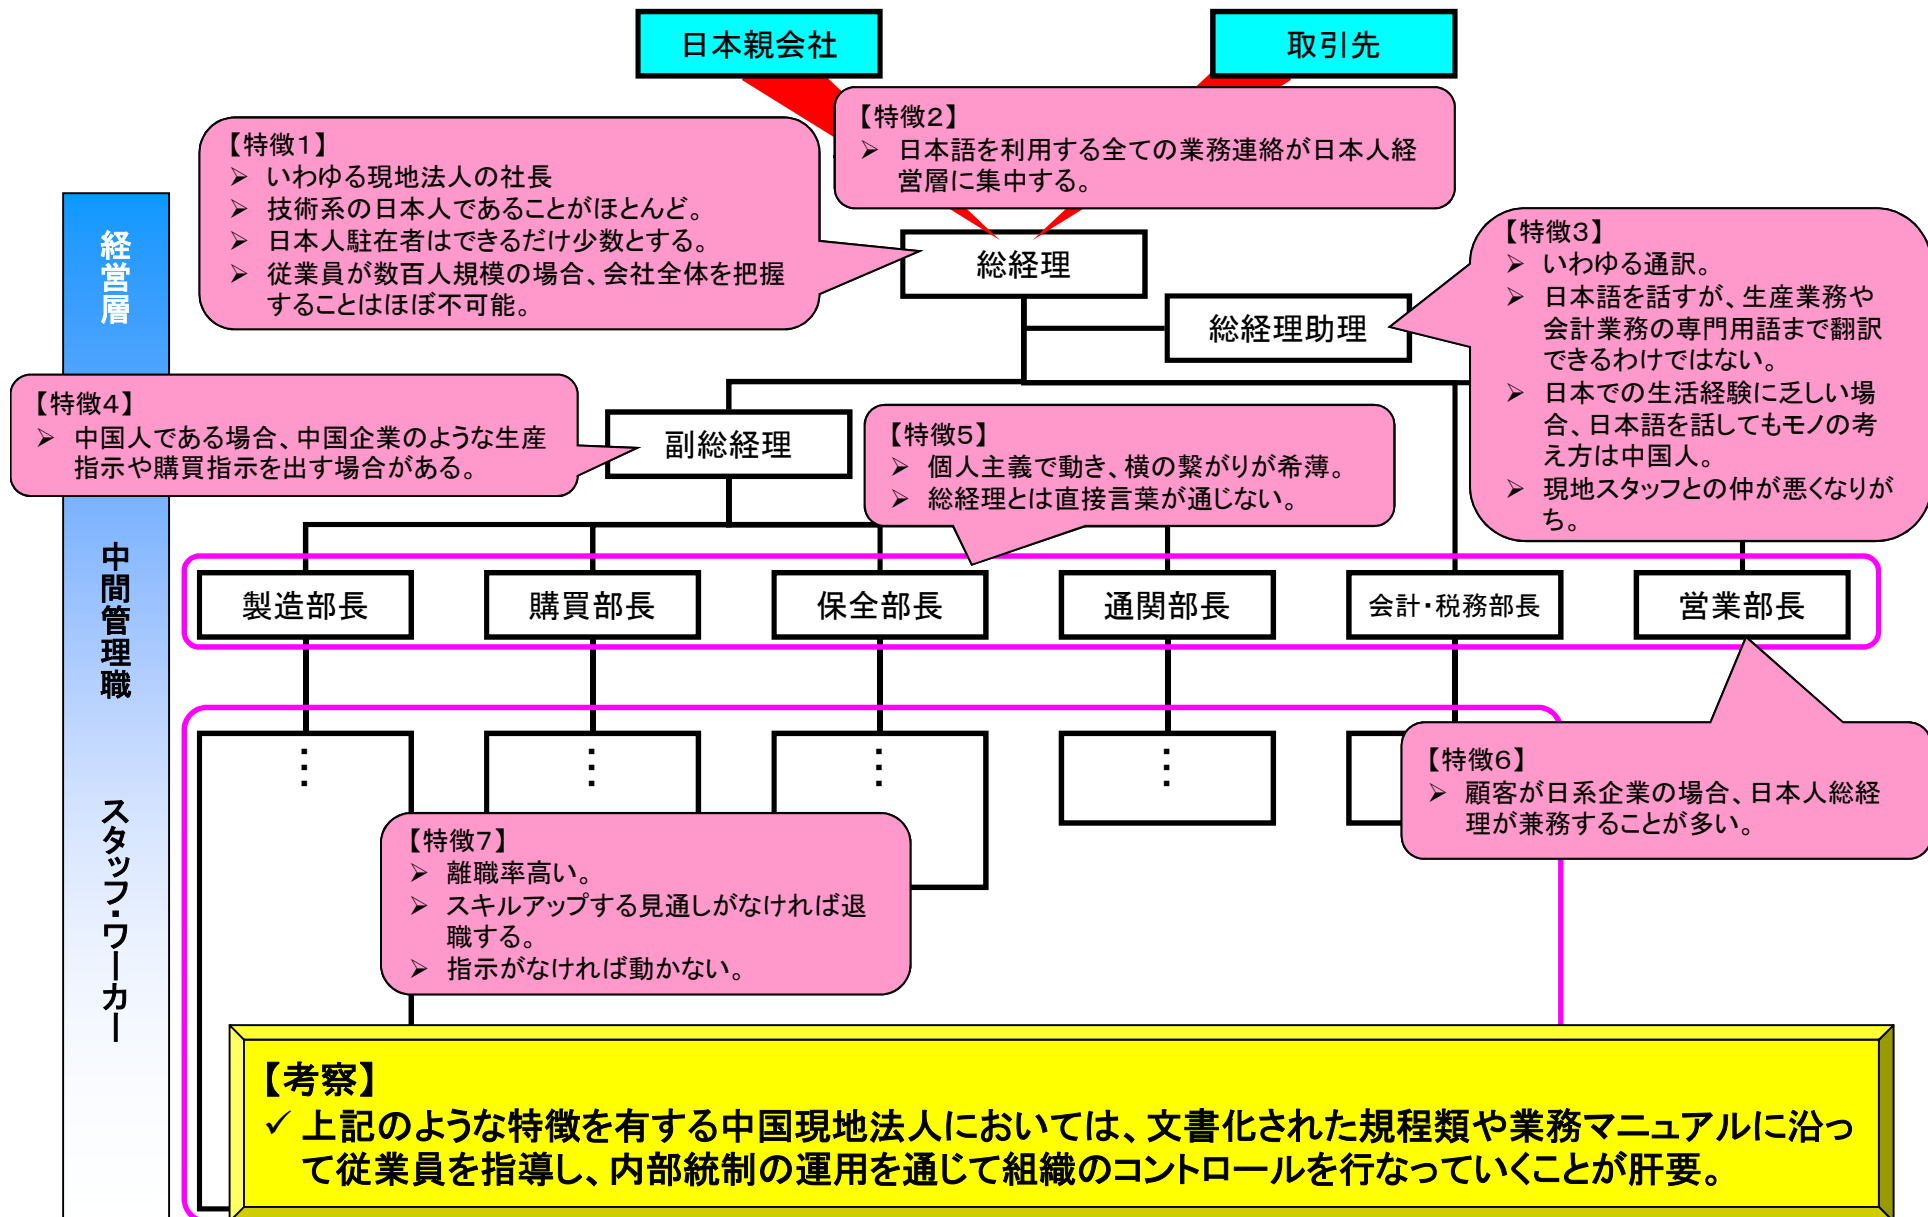 日本親会社
取引先
【特徴1】
➢ いわゆる現地法人の社長
➢ 技術系の日本人であることがほとんど。
➢ 日本人駐在者はできるだけ少数とする。
➢ 従業員が数百人規模の場合、会社全体を把握
することはほぼ不可能。
【特徴2】
➢ 日本語を利用する全ての業務連絡が日本人経
営層に集中する。
総経理
総経理助理
【特徴3】
➢ いわゆる通訳。
➢ 日本語を話すが、生産業務や
会計業務の専門用語まで翻訳
できるわけではない。
➢ 日本での生活経験に乏しい場
合、日本語を話してもモノの考
え方は中国人。
➢ 現地スタッフとの仲が悪くなりが
ち。
経営層
【特徴4】
➢ 中国人である場合、中国企業のような生産
指示や購買指示を出す場合がある。
副総経理
【特徴5】
➢ 個人主義で動き、横の繋がりが希薄。
➢ 総経理とは直接言葉が通じない。
中間管理職
製造部長
購買部長
保全部長
通関部長
会計・税務部長
営業部長
スタッフ・ワーカー
⋮
⋮
⋮
⋮
【特徴6】
➢ 顧客が日系企業の場合、日本人総経
理が兼務することが多い。
【特徴7】
➢ 離職率高い。
➢ スキルアップする見通しがなければ退
職する。
➢ 指示がなければ動かない。
【考察】
✓ 上記のような特徴を有する中国現地法人においては、文書化された規程類や業務マニュアルに沿っ
て従業員を指導し、内部統制の運用を通じて組織のコントロールを行なっていくことが肝要。